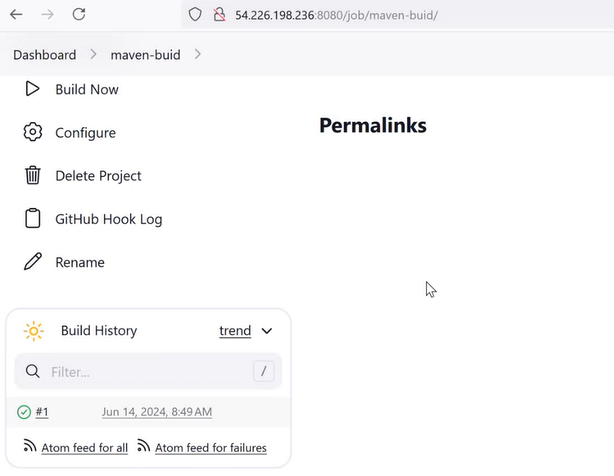 54.226.198.236:8080/job/maven-buid/
Dashboard > maven-buid >
Build Now
Permalinks
Configure
Delete Project
GitHub Hook Log
Rename
Build History trend
Filter... /
#1 Jun 14, 2024, 8:49 AM
Atom feed for all Atom feed for failures